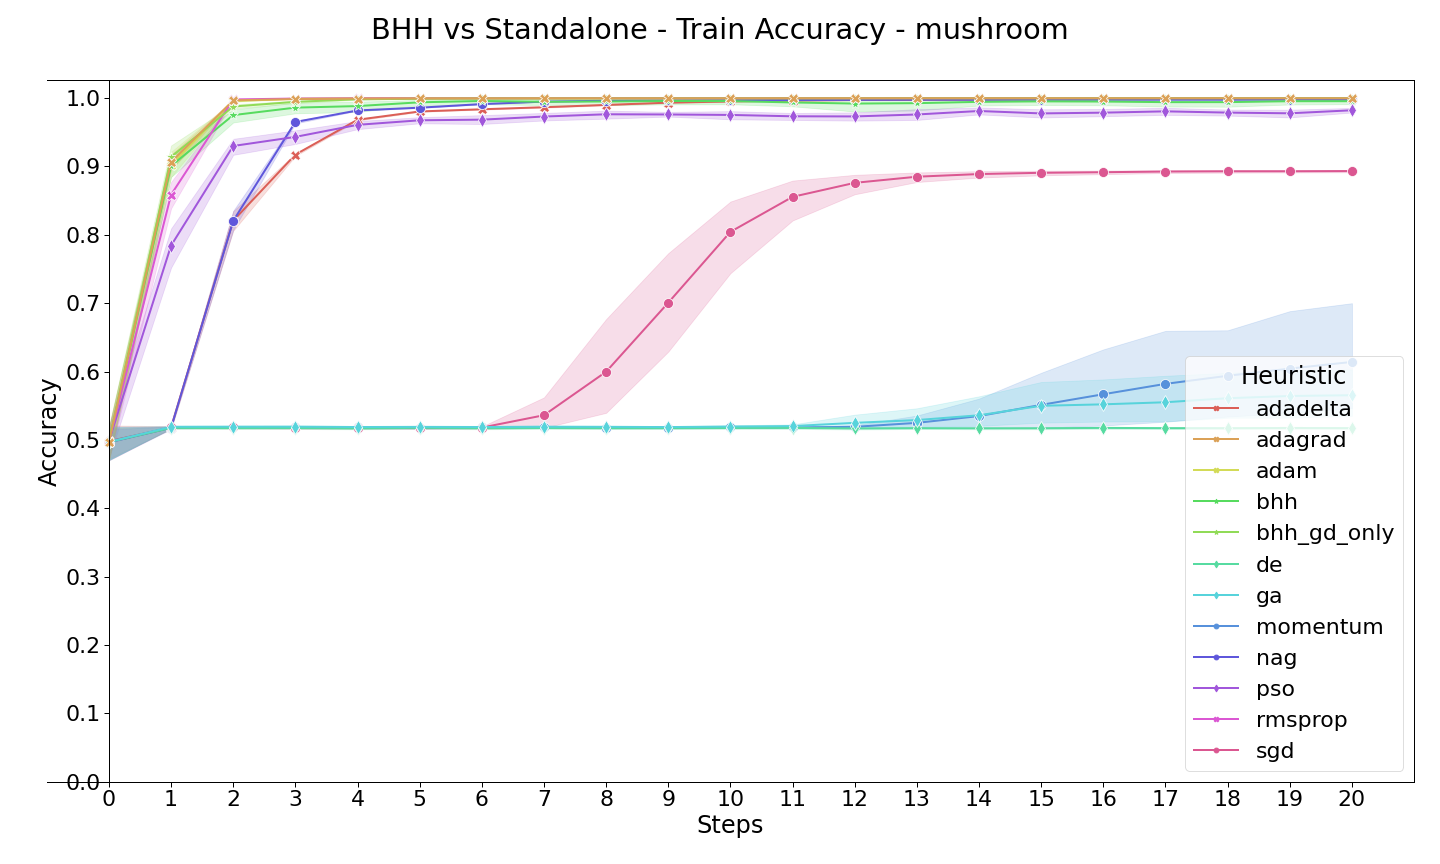 BHH vs Standalone - Train Accuracy - mushroom
1.0
0.9
0.8
0.7
0.6
0.5
0.4
0.3
0.2
0.1
0.0
Accuracy
Heuristic
adadelta
adagrad
adam
bhh
bhh_gd_only
de
ga
momentum
nag
pso
rmsprop
sgd
0 1 2 3 4 5 6 7 8 9 10 11 12 13 14 15 16 17 18 19 20
Steps